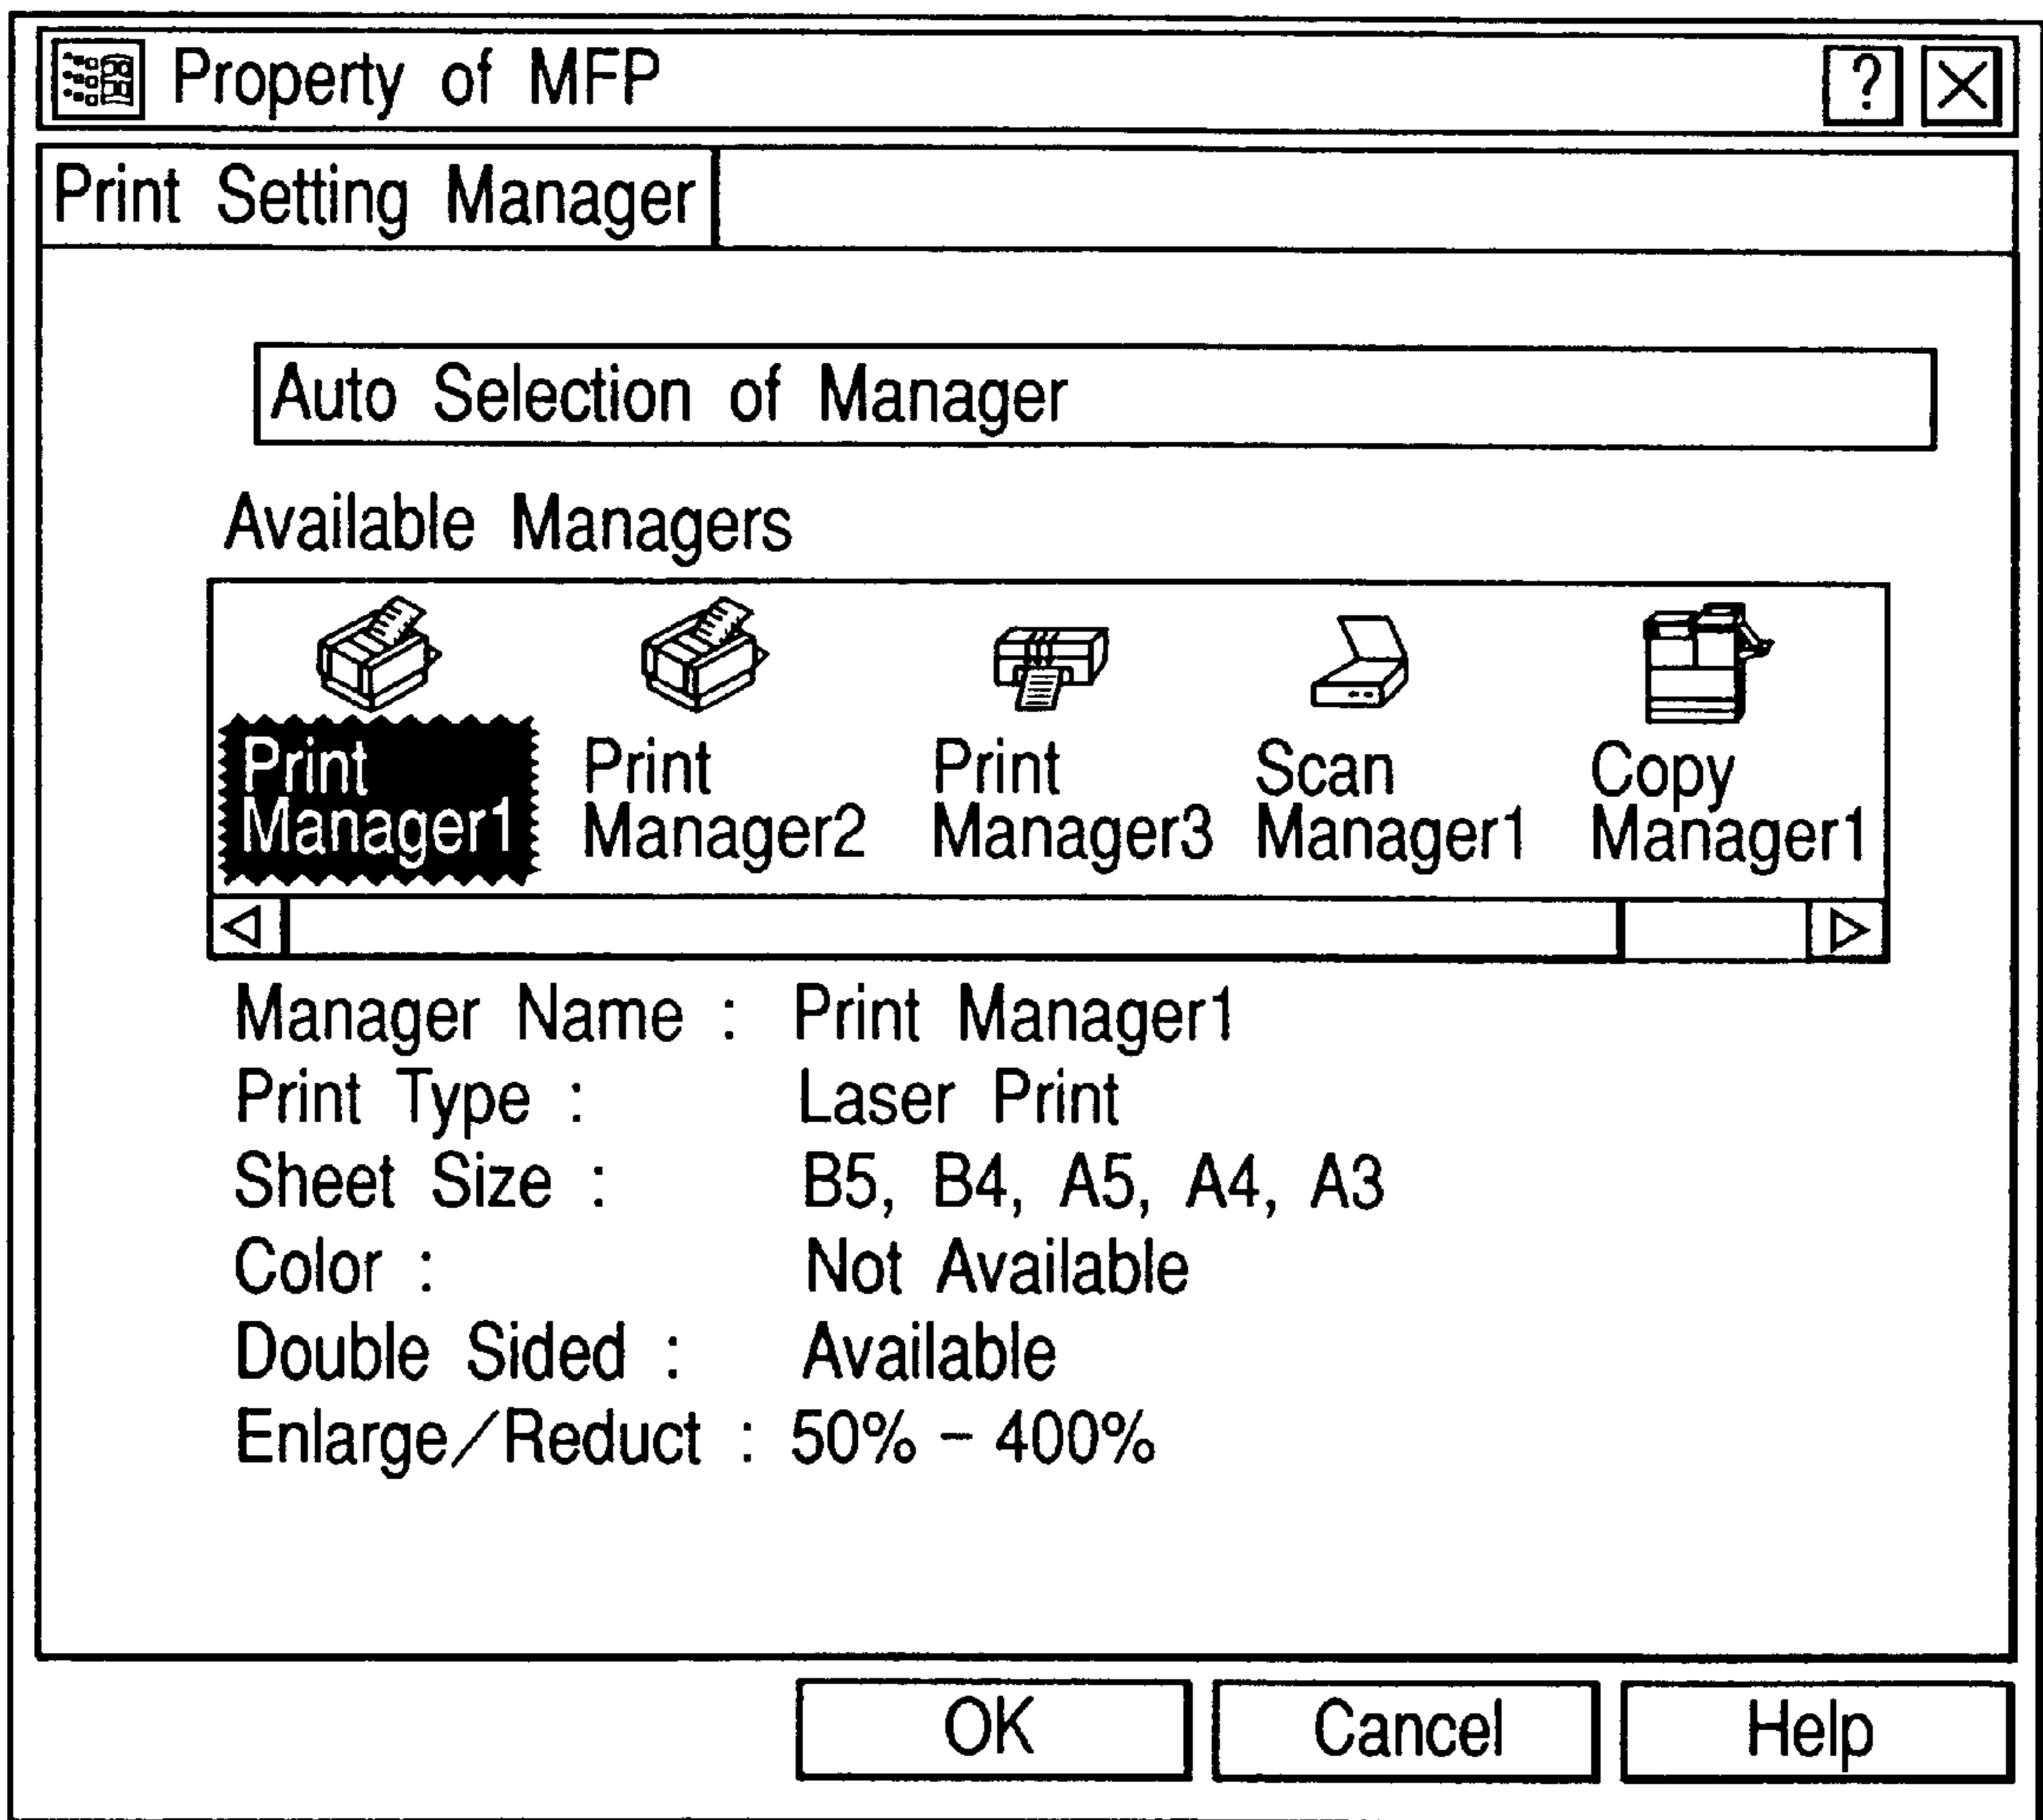 Property of MFP ?
Print Setting Manager
Auto Selection of Manager
Available Managers
Print Manager1
Print Manager2
Print Manager3
Scan Manager1
Copy Manager1
Manager Name : Print Manager1
Print Type : Laser Print
Sheet Size : B5, B4, A5, A4, A3
Color : Not Available
Double Sided : Available
Enlarge/Reduct : 50% – 400%
OK Cancel Help